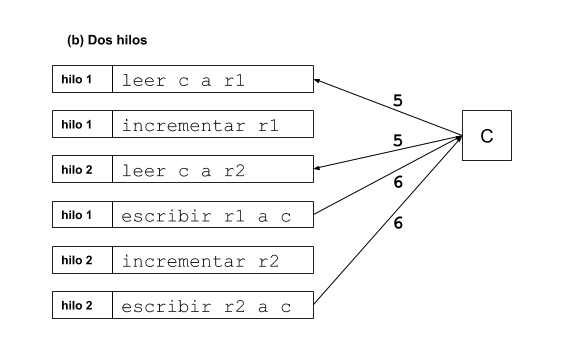 (b) Dos hilos
hilo 1 leer c a r1
hilo 1 incrementar r1
hilo 2 leer c a r2
hilo 1 escribir r1 a c
hilo 2 incrementar r2
hilo 2 escribir r2 a c
5
5
6
6
C